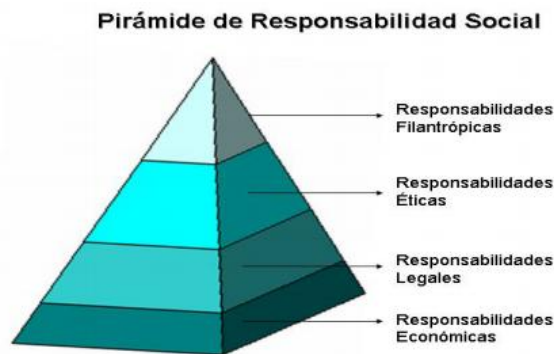 Pirámide de Responsabilidad Social
Responsabilidades
Filantrópicas
Responsabilidades
Éticas
Responsabilidades
Legales
Responsabilidades
Económicas